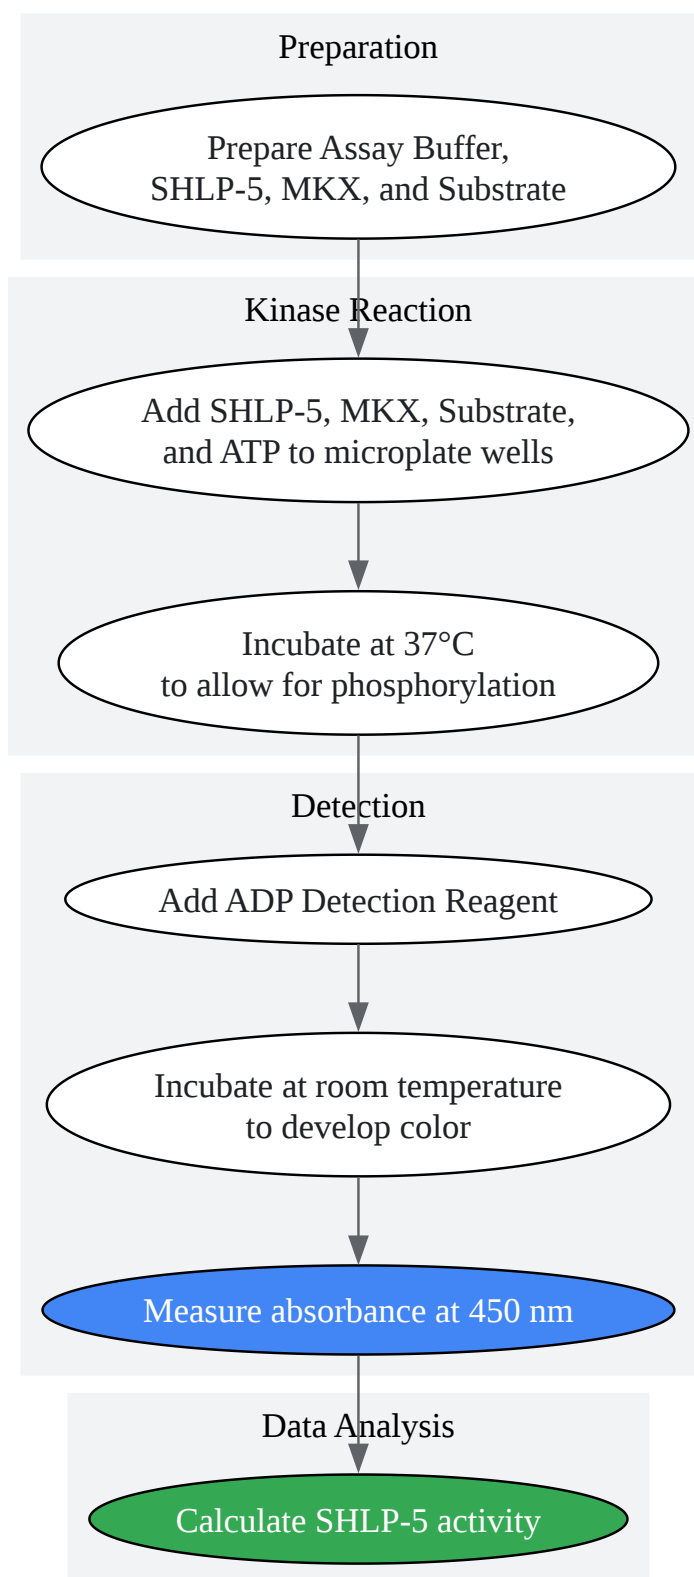 Preparation
Prepare Assay Buffer,
SHLP-5, MKX, and Substrate
Kinase Reaction
Add SHLP-5, MKX, Substrate,
and ATP to microplate wells
Incubate at 37°C
to allow for phosphorylation
Detection
Add ADP Detection Reagent
Incubate at room temperature
to develop color
Measure absorbance at 450 nm
Data Analysis
Calculate SHLP-5 activity